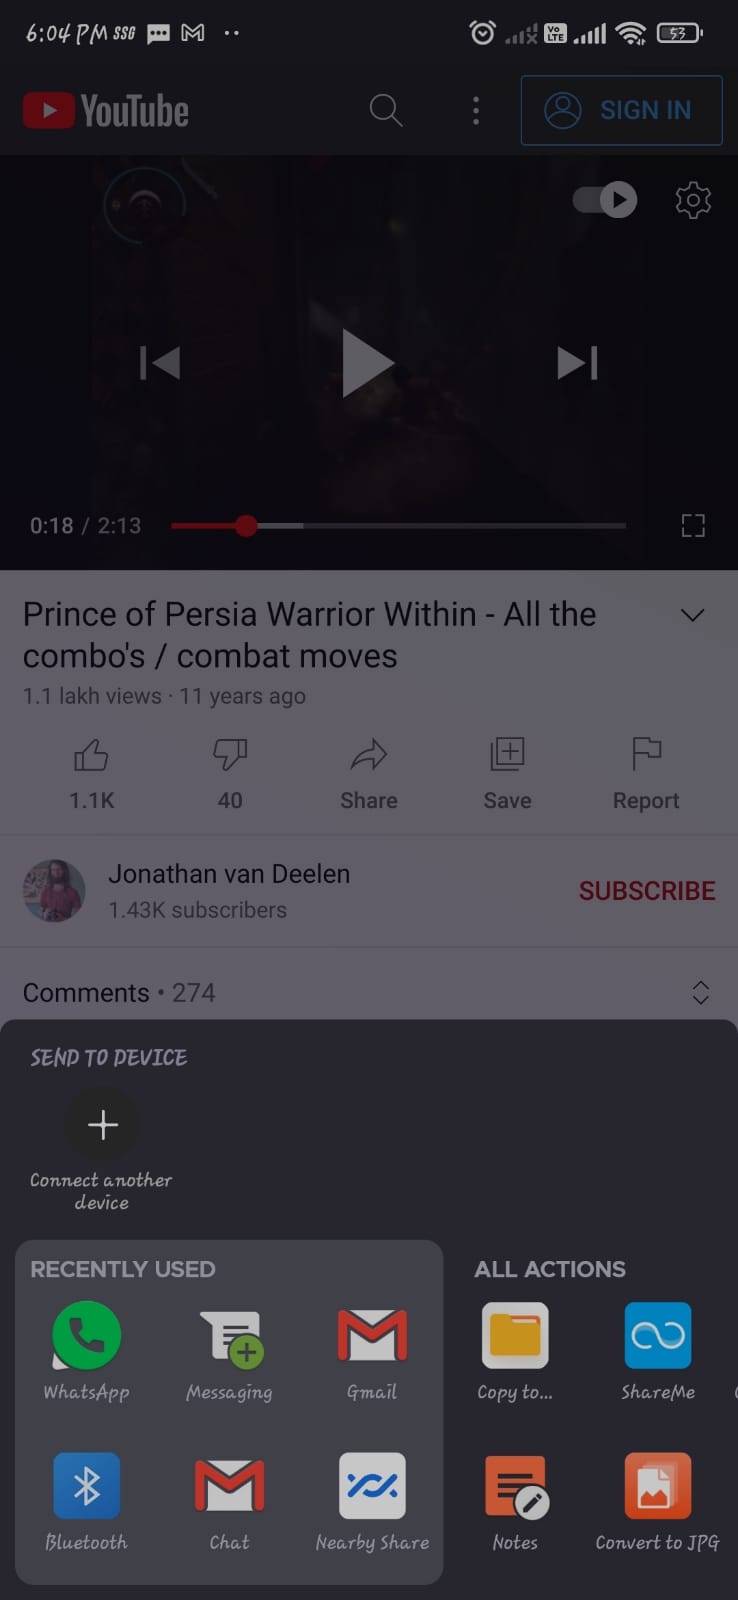 6:04 PM SSG
Vo LTE
53
YouTube
SIGN IN
0:18 / 2:13
Prince of Persia Warrior Within - All the
combo's / combat moves
1.1 lakh views · 11 years ago
1.1K
40
Share
Save
Report
Jonathan van Deelen
1.43K subscribers
SUBSCRIBE
Comments • 274
SEND TO DEVICE
Connect another
device
RECENTLY USED
ALL ACTIONS
WhatsApp
Messaging
Gmail
Copy to...
ShareMe
Bluetooth
Chat
Nearby Share
Notes
Convert to JPG